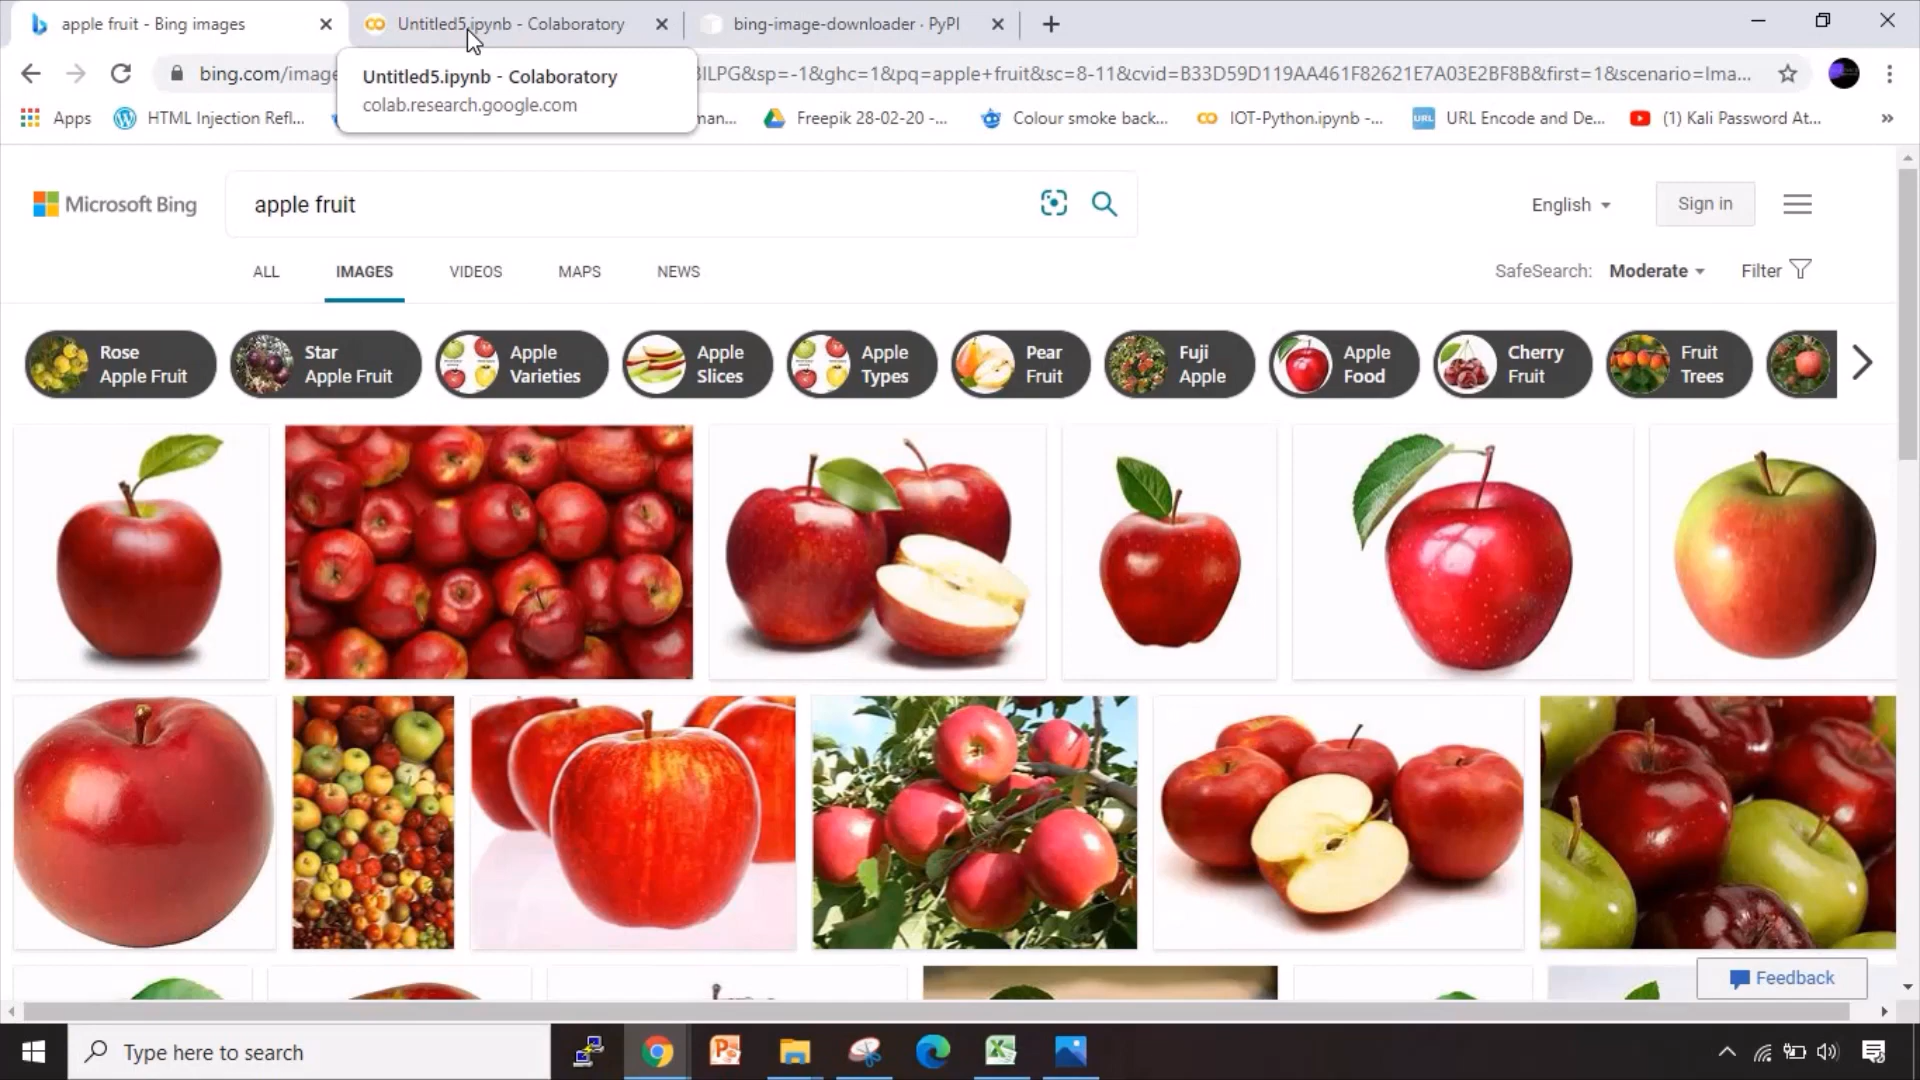 apple fruit - Bing images
Untitled5.ipynb - Colaboratory
bing-image-downloader · PyPI
bing.com/image
Untitled5.ipynb - Colaboratory
colab.research.google.com
ILPG&sp=-1&ghc=1&pq=apple+fruit&sc=8-11&cvid=B33D59D119AA461F82621E7A03E2BF8B&first=1&scenario=Ima...
Apps
HTML Injection Refl...
man...
Freepik 28-02-20 -...
Colour smoke back...
IOT-Python.ipynb -...
URL
URL Encode and De...
(1) Kali Password At...
»
Microsoft Bing
apple fruit
English
Sign in
ALL
IMAGES
VIDEOS
MAPS
NEWS
SafeSearch:
Moderate
Filter
Rose
Apple Fruit
Star
Apple Fruit
Apple
Varieties
Apple
Slices
Apple
Types
Pear
Fruit
Fuji
Apple
Apple
Food
Cherry
Fruit
Fruit
Trees
Feedback
Type here to search